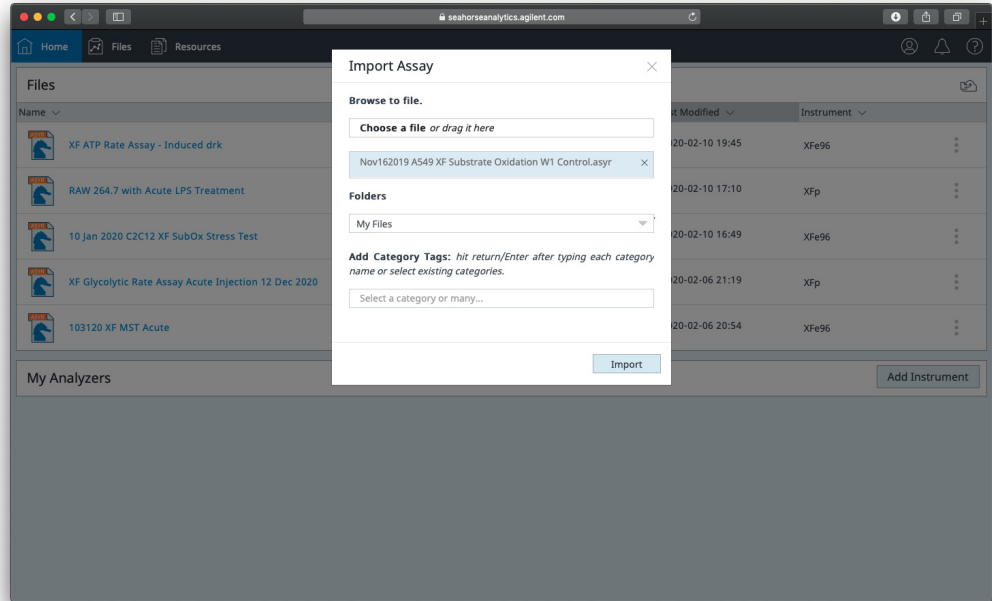 seahorseanalytics.agilent.com
Home Files Resources
Import Assay
Files
Browse to file.
Name
st Modified
Instrument
Choose a file or drag it here
XF ATP Rate Assay - Induced drk
20-02-10 19:45
XFe96
Nov162019 A549 XF Substrate Oxidation W1 Control.asyr
RAW 264.7 with Acute LPS Treatment
20-02-10 17:10
XFp
Folders
My Files
10 Jan 2020 C2C12 XF SubOx Stress Test
20-02-10 16:49
XFe96
Add Category Tags: hit return/Enter after typing each category
name or select existing categories.
XF Glycolytic Rate Assay Acute Injection 12 Dec 2020
20-02-06 21:19
XFp
Select a category or many...
103120 XF MST Acute
20-02-06 20:54
XFe96
Import
My Analyzers
Add Instrument